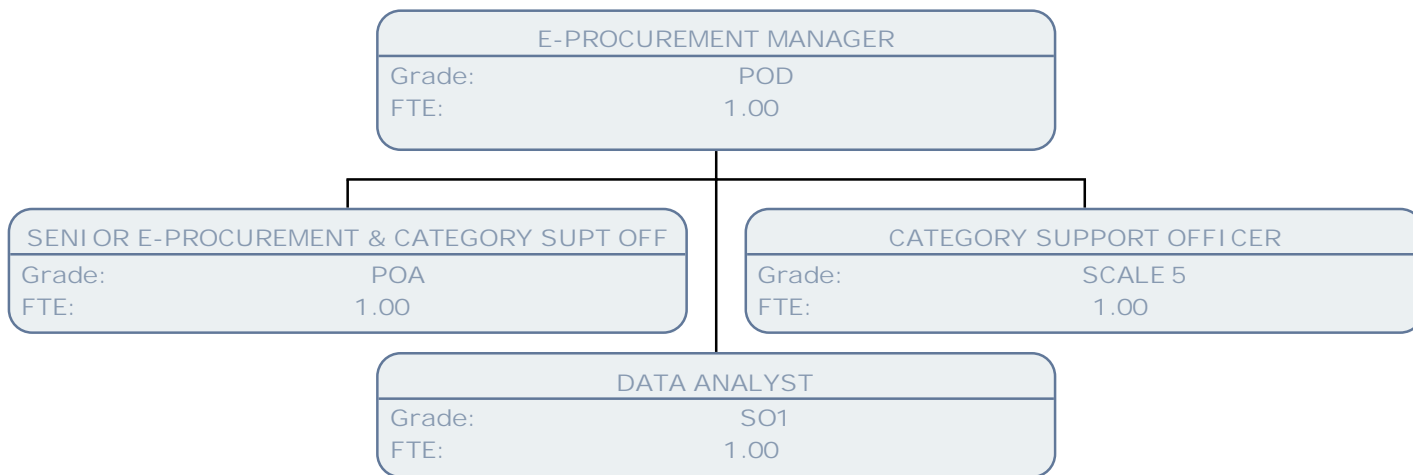 E-PROCUREMENT MANAGER
Grade: POD
FTE: 1.00
SENIOR E-PROCUREMENT & CATEGORY SUPT OFF
Grade: POA
FTE: 1.00
CATEGORY SUPPORT OFFICER
Grade: SCALE 5
FTE: 1.00
DATA ANALYST
Grade: SO1
FTE: 1.00